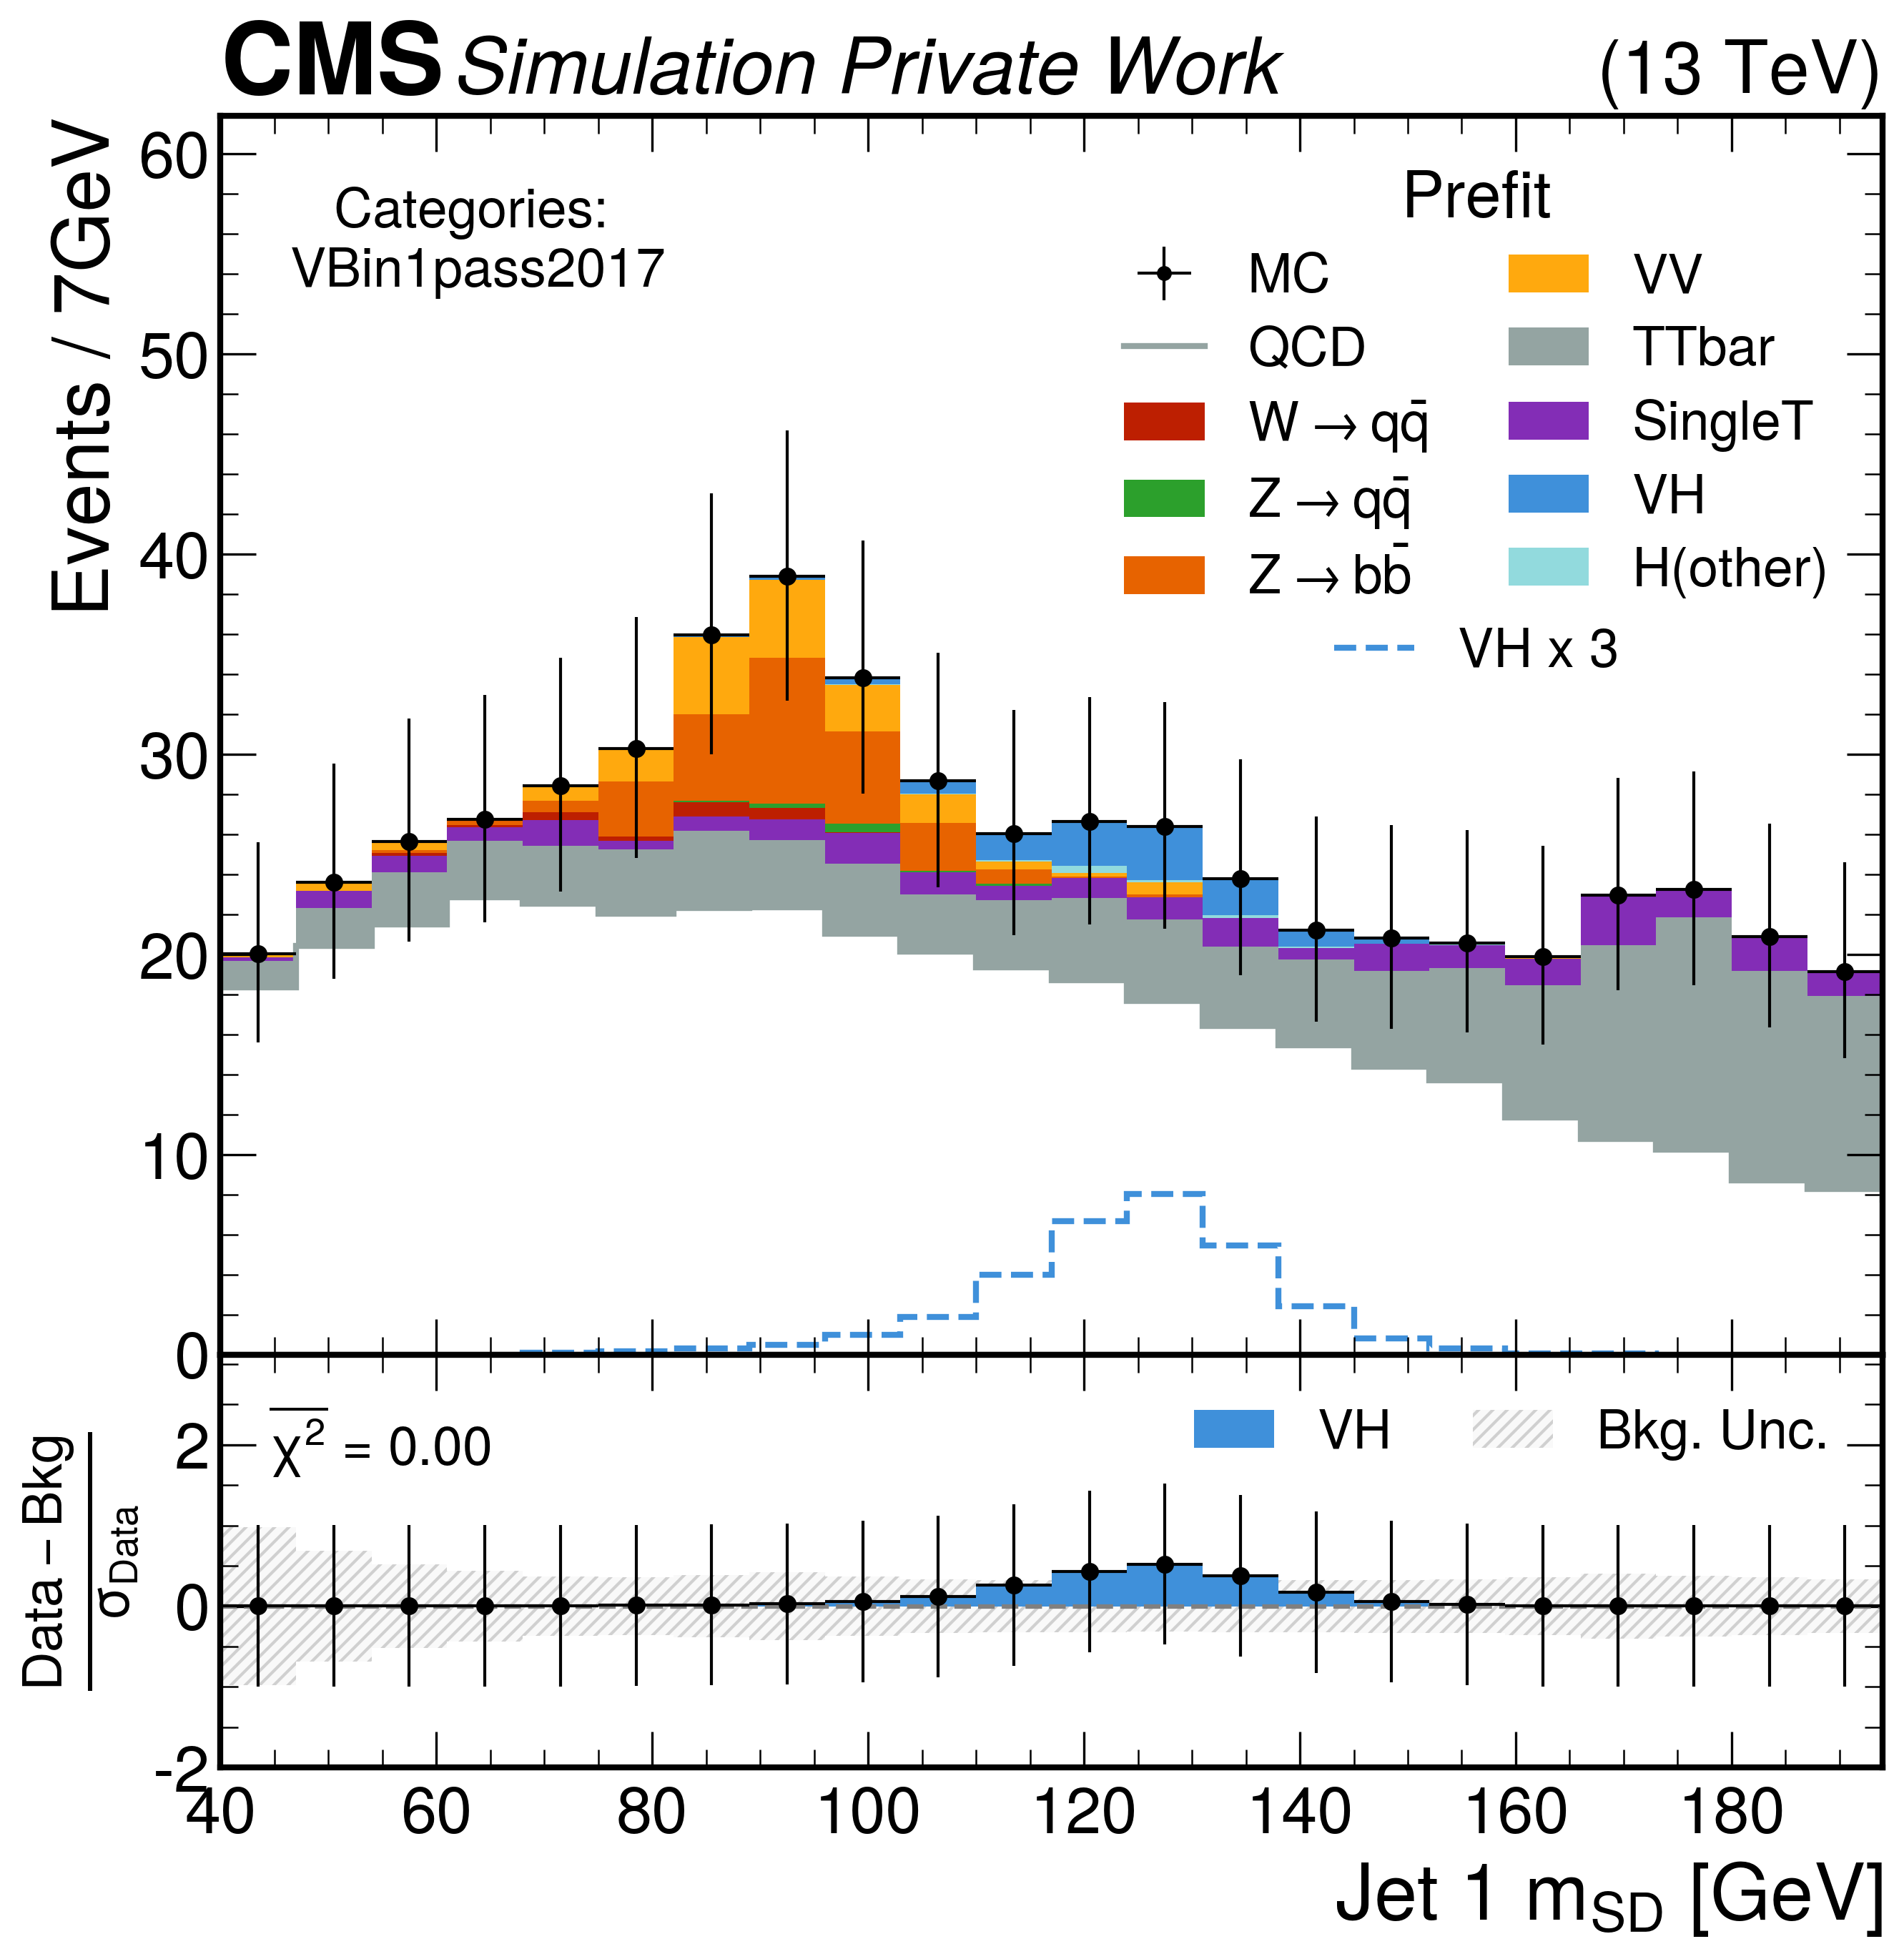 CMS Simulation Private Work (13 TeV)
Events / 7GeV
60
50
40
30
20
10
0
Categories:
VBin1pass2017
Prefit
MC
QCD
W → qq̄
Z → qq̄
Z → bb̄
VV
TTbar
SingleT
VH
H(other)
VH x 3
Data − Bkg
σData
2
0
-2
χ² = 0.00
VH
Bkg. Unc.
40 60 80 100 120 140 160 180
Jet 1 mSD [GeV]